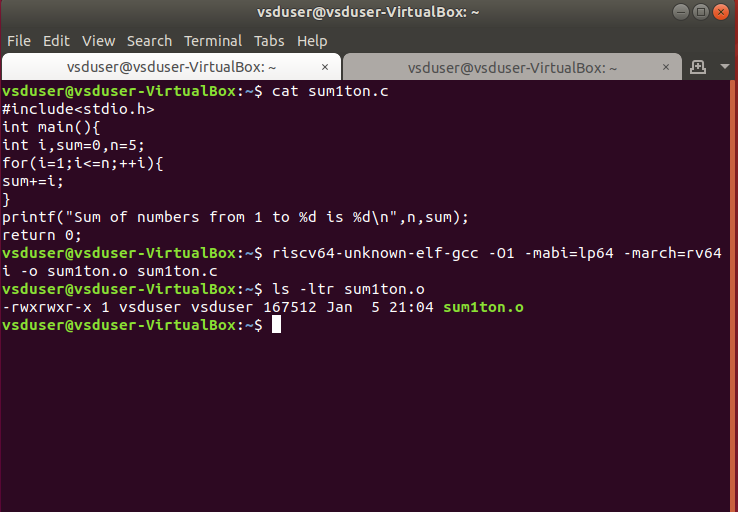 vsduser@vsduser-VirtualBox: ~
File Edit View Search Terminal Tabs Help
vsduser@vsduser-VirtualBox: ~ × vsduser@vsduser-VirtualBox: ~ ×
vsduser@vsduser-VirtualBox:~$ cat sum1ton.c
#include<stdio.h>
int main(){
int i,sum=0,n=5;
for(i=1;i<=n;++i){
sum+=i;
}
printf("Sum of numbers from 1 to %d is %d\n",n,sum);
return 0;
vsduser@vsduser-VirtualBox:~$ riscv64-unknown-elf-gcc -O1 -mabi=lp64 -march=rv64
i -o sum1ton.o sum1ton.c
vsduser@vsduser-VirtualBox:~$ ls -ltr sum1ton.o
-rwxrwxr-x 1 vsduser vsduser 167512 Jan  5 21:04 sum1ton.o
vsduser@vsduser-VirtualBox:~$